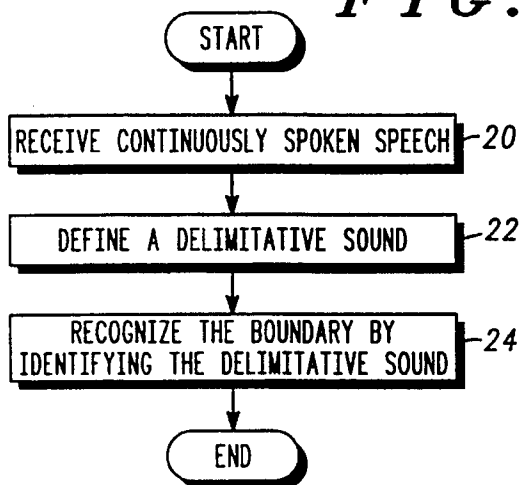 FIG.
START
RECEIVE CONTINUOUSLY SPOKEN SPEECH
20
DEFINE A DELIMITATIVE SOUND
22
RECOGNIZE THE BOUNDARY BY
IDENTIFYING THE DELIMITATIVE SOUND
24
END